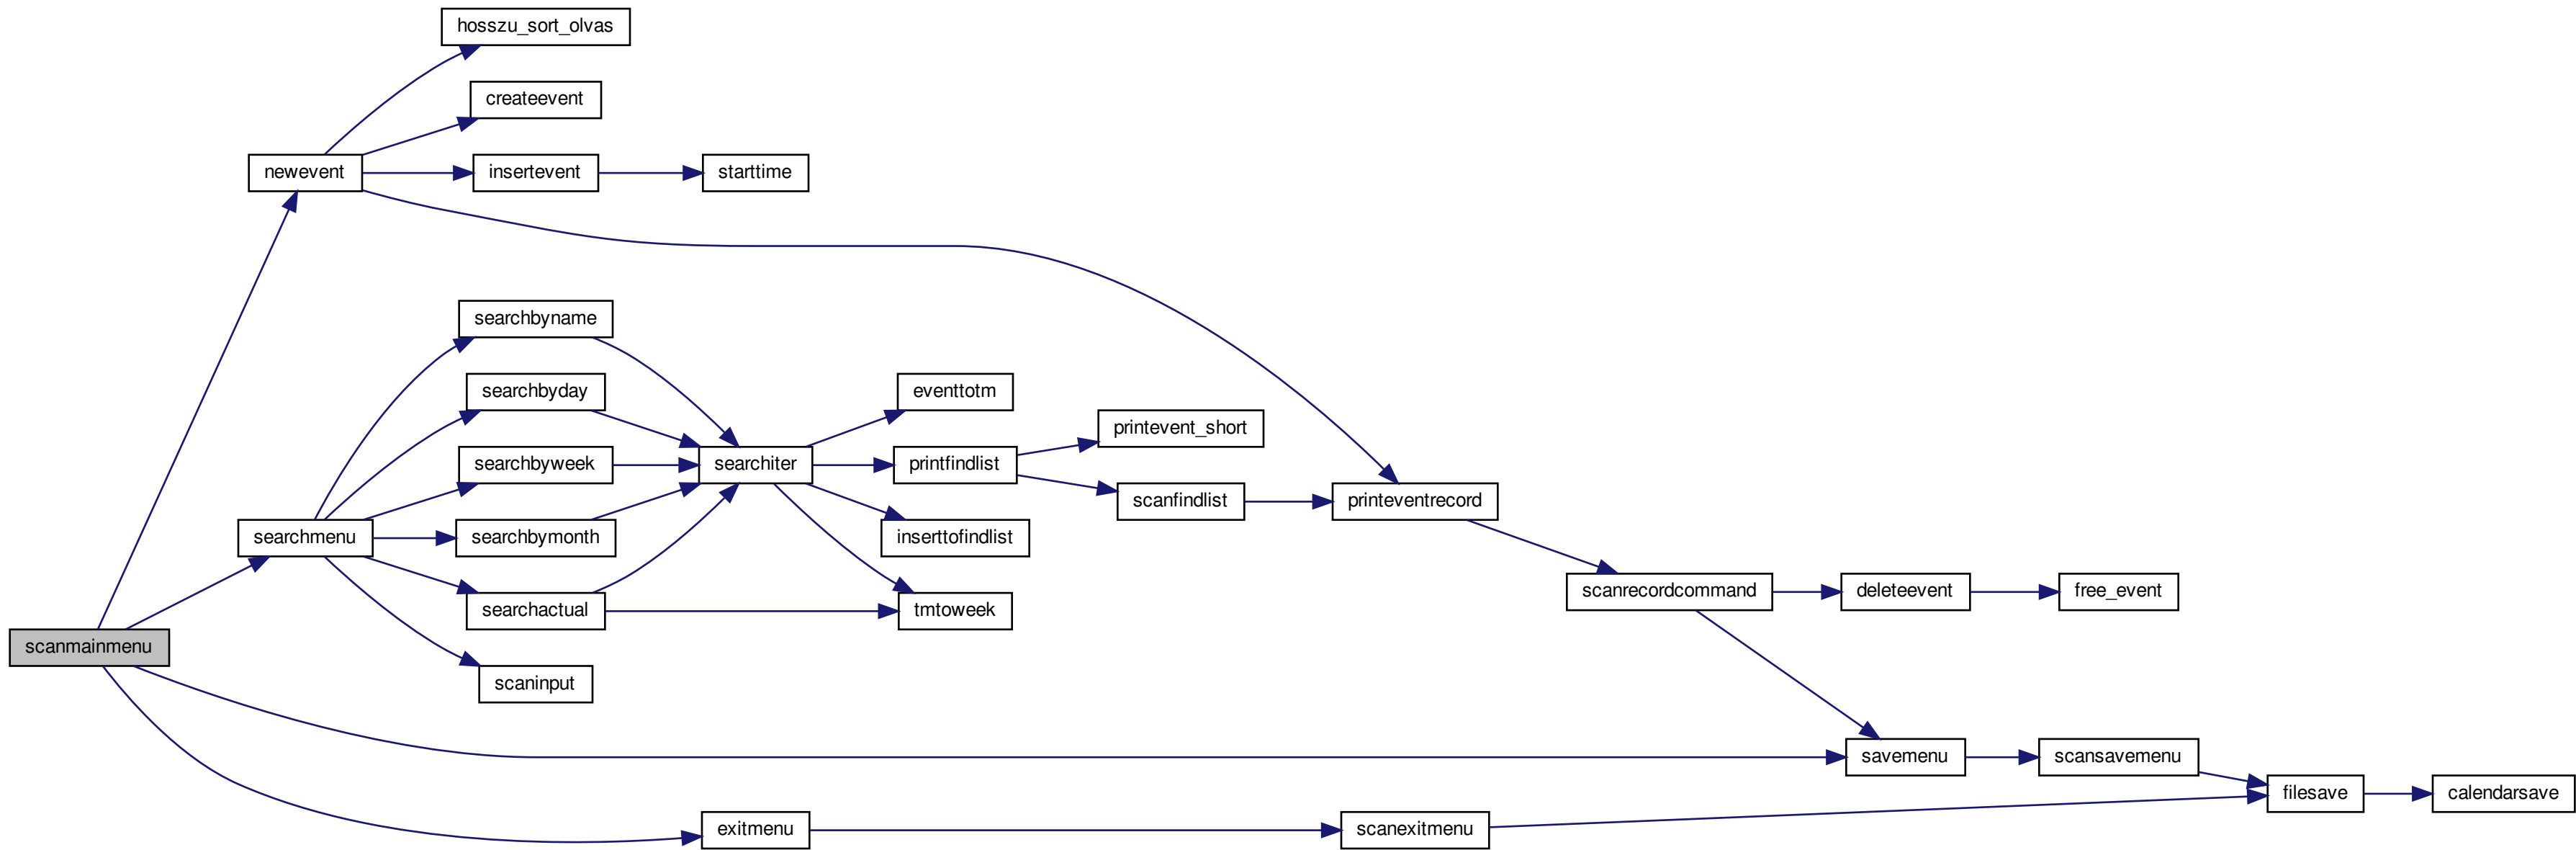 hosszu_sort_olvas
createevent
newevent
insertevent
starttime
searchbyname
searchbyday
eventtotm
printevent_short
searchbyweek
searchiter
printfindlist
scanfindlist
printeventrecord
searchmenu
searchbymonth
inserttofindlist
scanrecordcommand
deleteevent
free_event
searchactual
tmtoweek
scanmainmenu
scaninput
savemenu
scansavemenu
filesave
calendarsave
exitmenu
scanexitmenu